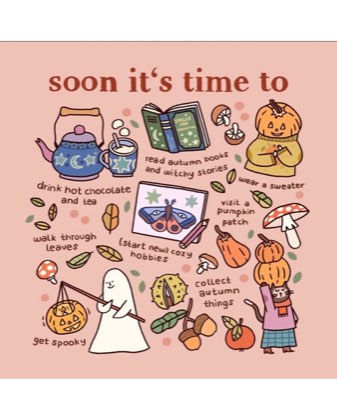 soon it's time to
read autumn books
and witchy stories
drink hot chocolate
and tea
wear a sweater
visit a
pumpkin
patch
walk through
leaves
(start new) cozy
hobbies
collect
autumn
things
get spooky